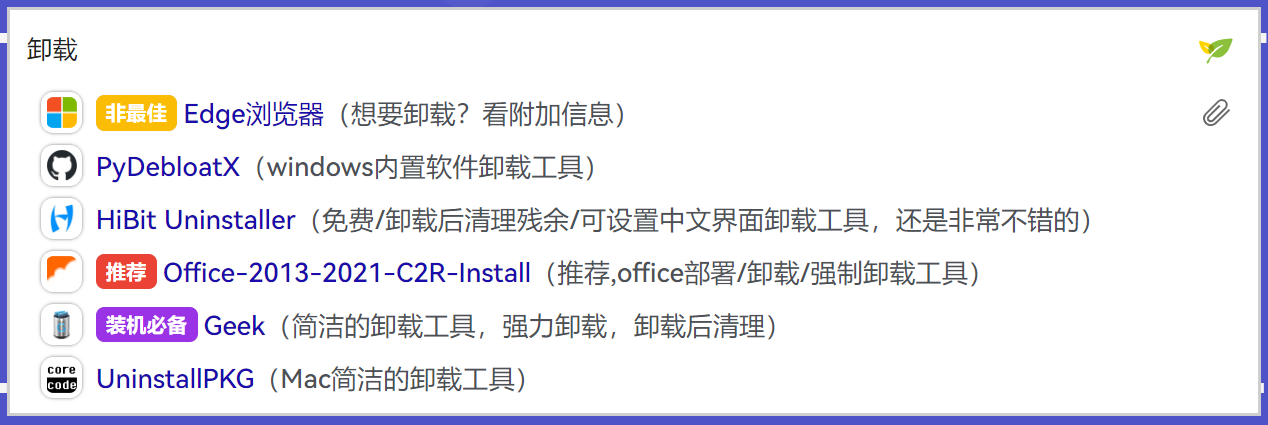 卸载
非最佳 Edge浏览器（想要卸载？看附加信息）
PyDebloatX（windows内置软件卸载工具）
HiBit Uninstaller（免费/卸载后清理残余/可设置中文界面卸载工具，还是非常不错的）
推荐 Office-2013-2021-C2R-Install（推荐,office部署/卸载/强制卸载工具）
装机必备 Geek（简洁的卸载工具，强力卸载，卸载后清理）
core code UninstallPKG（Mac简洁的卸载工具）